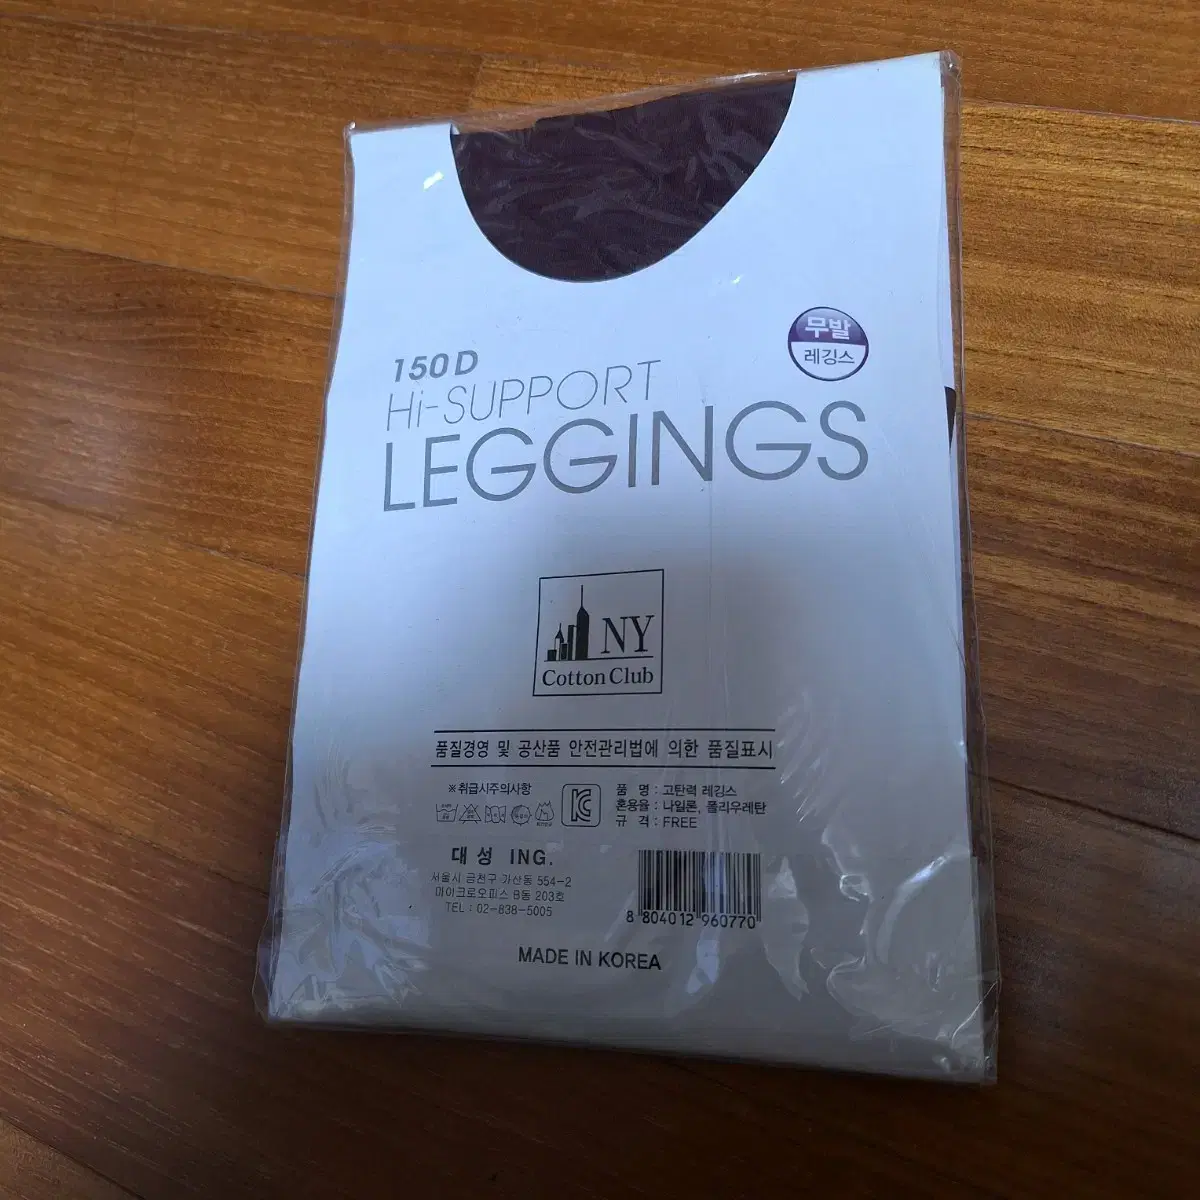 무발
레깅스
150D
Hi-SUPPORT
LEGGINGS
NY
Cotton Club
품질경영 및 공산품 안전관리법에 의한 품질표시
※취급시주의사항
품 명 : 고탄력 레깅스
혼용율 : 나일론, 폴리우레탄
규 격 : FREE
대성 ING.
서울시 금천구 가산동 554-2
마이크로오피스 B동 203호
TEL : 02-838-5005
8 804012 960770
MADE IN KOREA